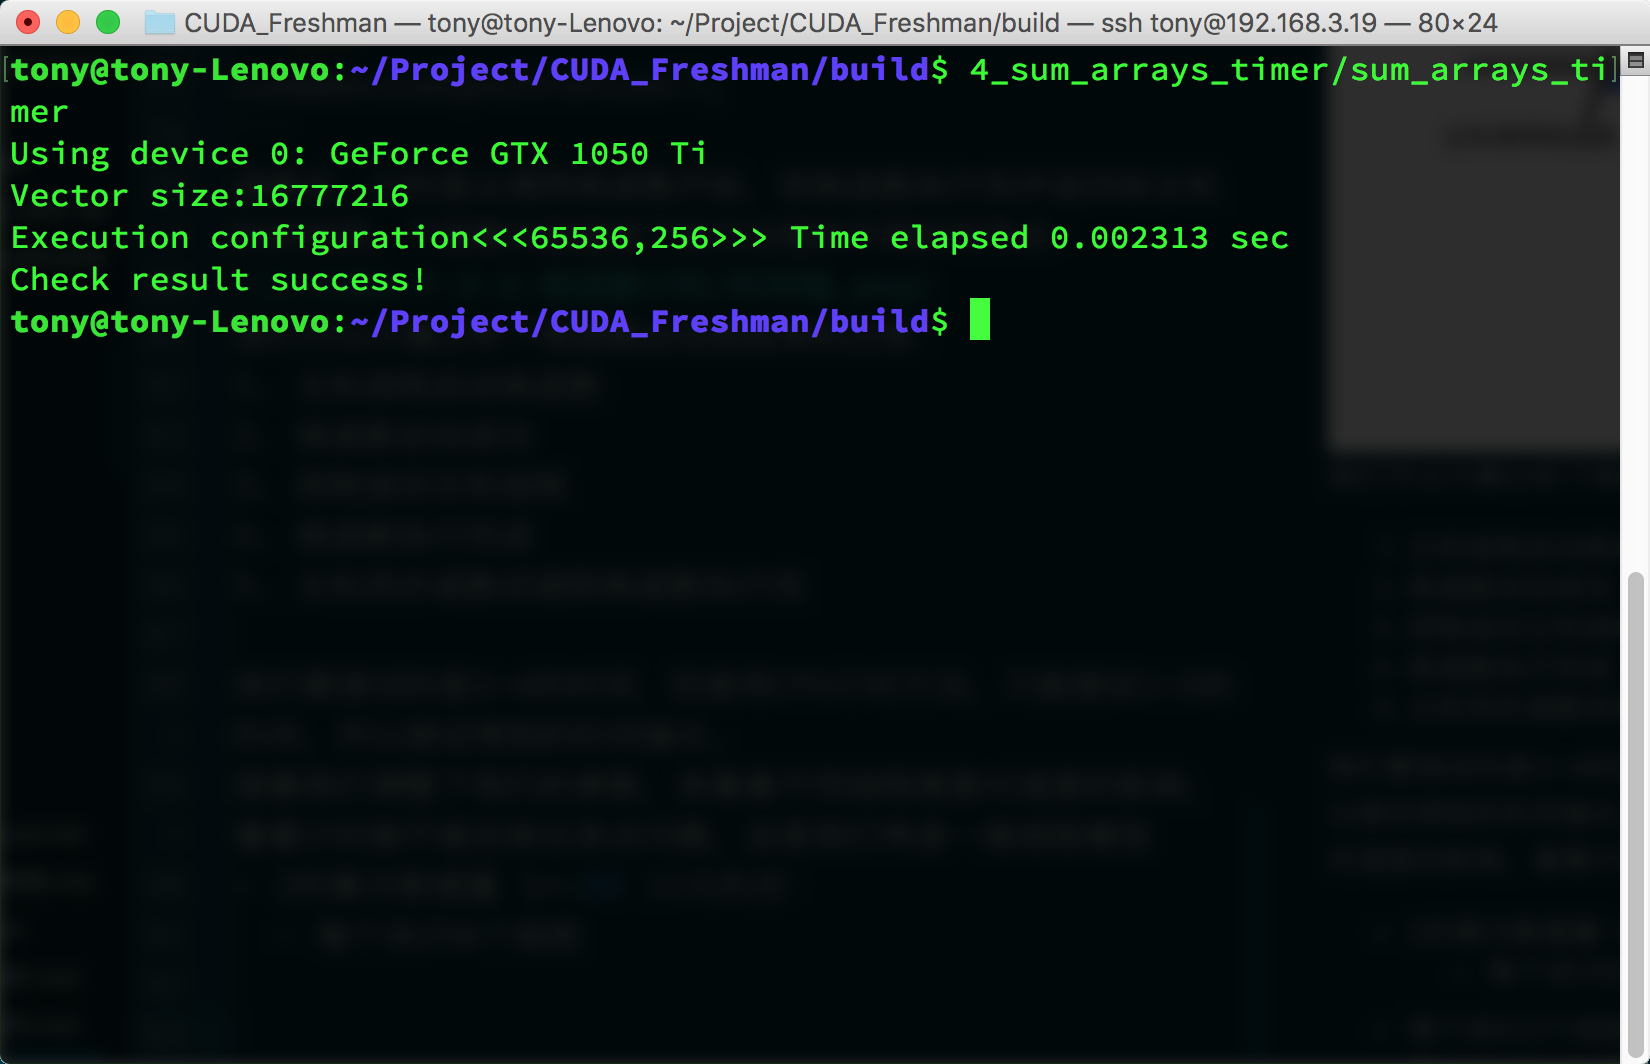 CUDA_Freshman — tony@tony-Lenovo: ~/Project/CUDA_Freshman/build — ssh tony@192.168.3.19 — 80×24
[tony@tony-Lenovo:~/Project/CUDA_Freshman/build$ 4_sum_arrays_timer/sum_arrays_ti]
mer
Using device 0: GeForce GTX 1050 Ti
Vector size:16777216
Execution configuration<<<65536,256>>> Time elapsed 0.002313 sec
Check result success!
tony@tony-Lenovo:~/Project/CUDA_Freshman/build$